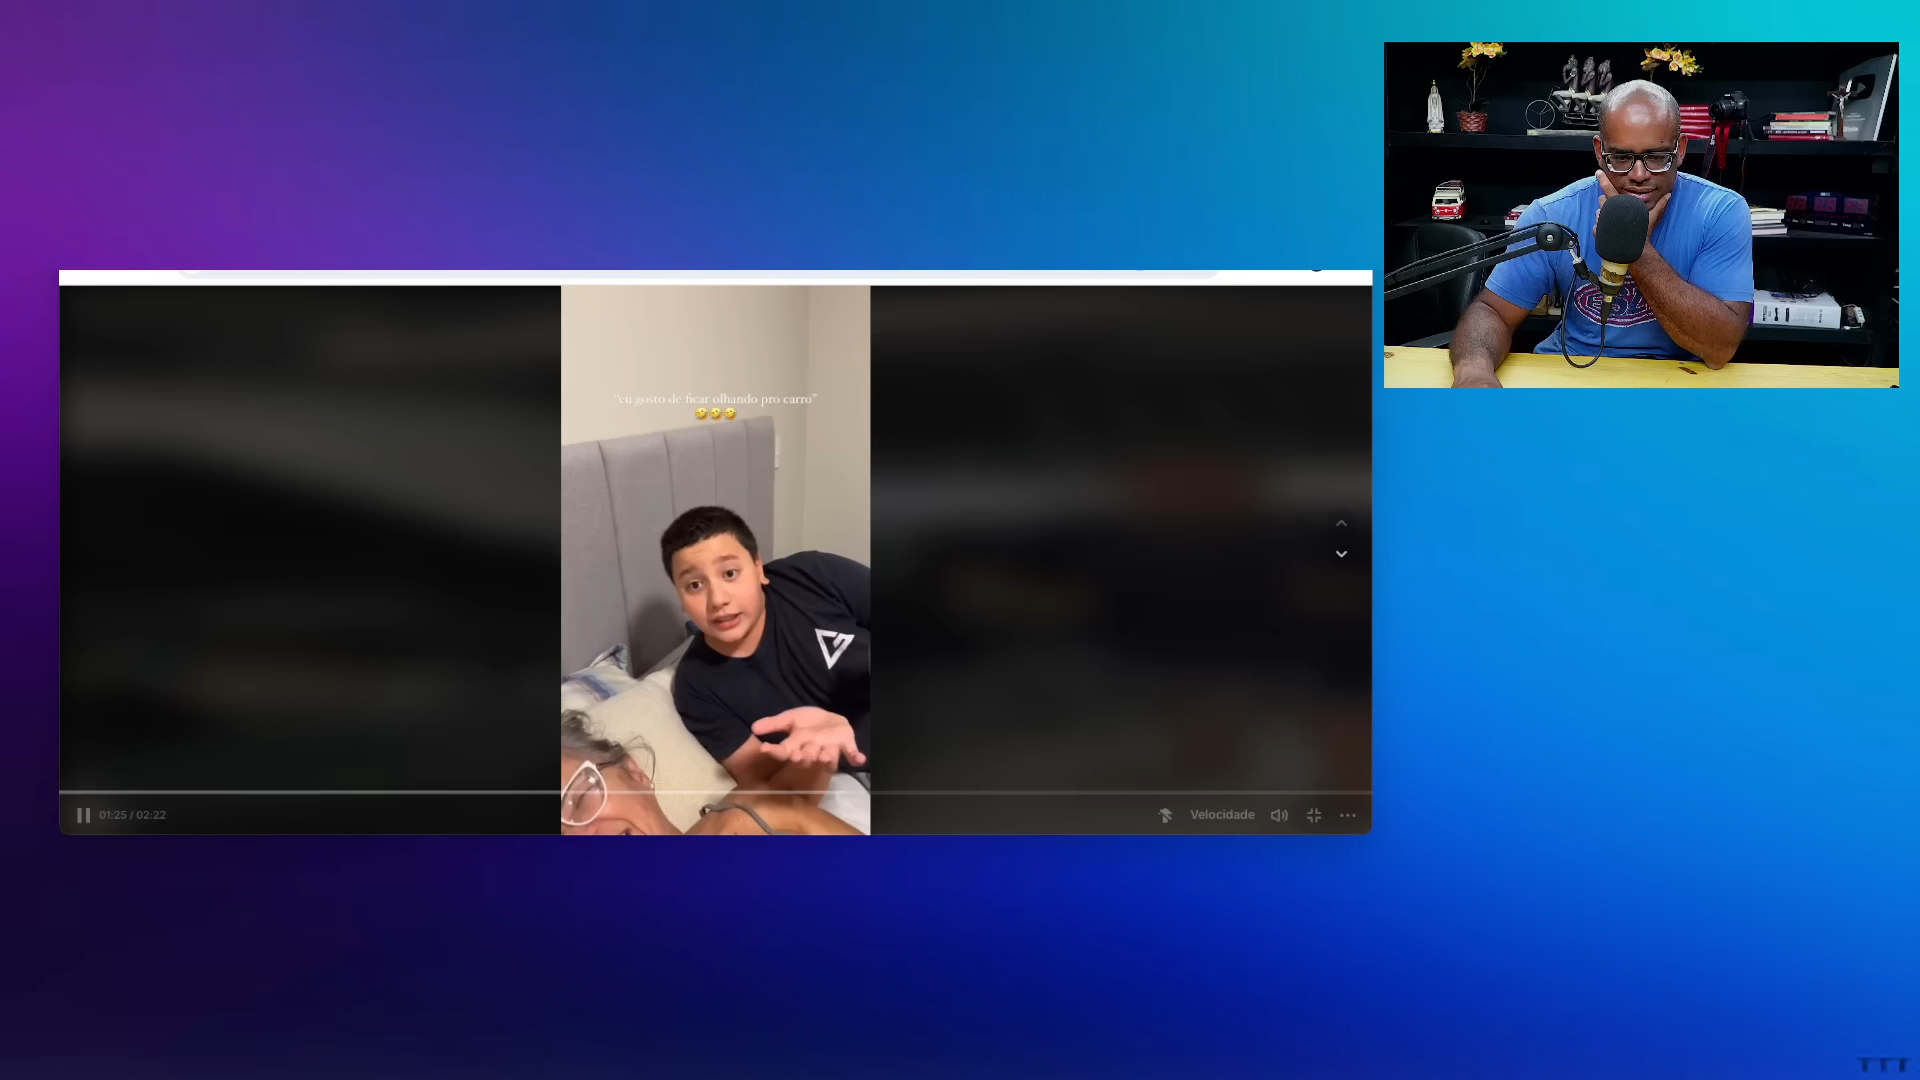 "eu gosto de ficar olhando pro carro"
🤣🤣🤣
01:25 / 02:22
Velocidade